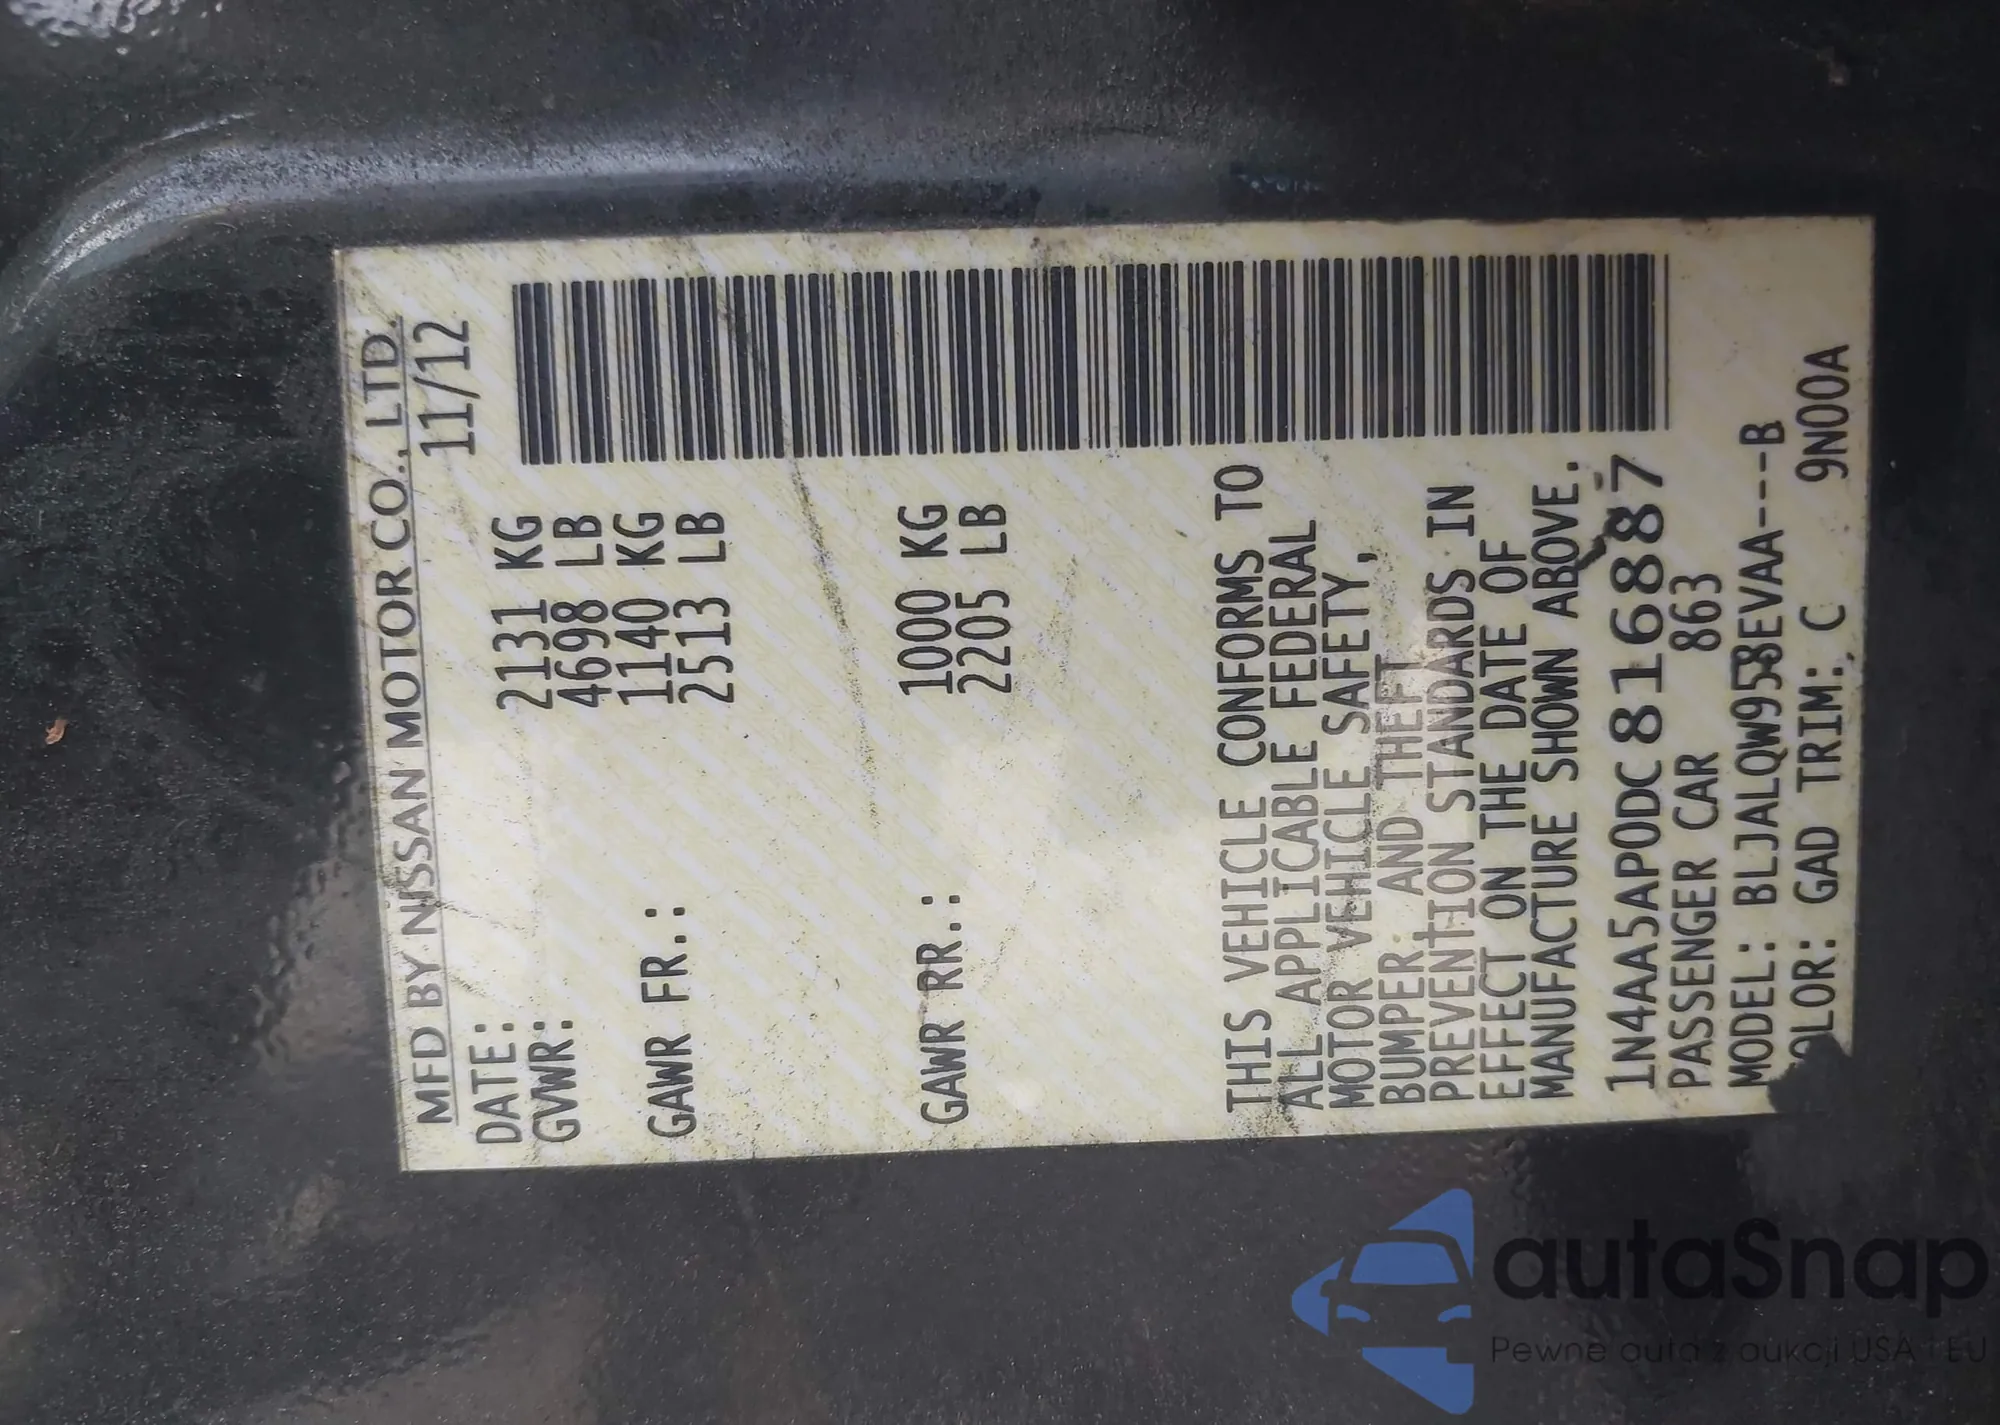 MFD BY NISSAN MOTOR CO., LTD.
DATE: 11/12
GVWR: 2131 KG
4698 LB
GAWR FR.: 1140 KG
2513 LB
GAWR RR.: 1000 KG
2205 LB
THIS VEHICLE CONFORMS TO
ALL APPLICABLE FEDERAL
MOTOR VEHICLE SAFETY,
BUMPER AND THEFT
PREVENTION STANDARDS IN
EFFECT ON THE DATE OF
MANUFACTURE SHOWN ABOVE.
1N4AA5AP0DC816887
PASSENGER CAR 863
MODEL: BLJALQW958EVAA---B
OLOR: GAD TRIM: C 9N00A
autaSnap
Pewne auta z aukcji USA i EU